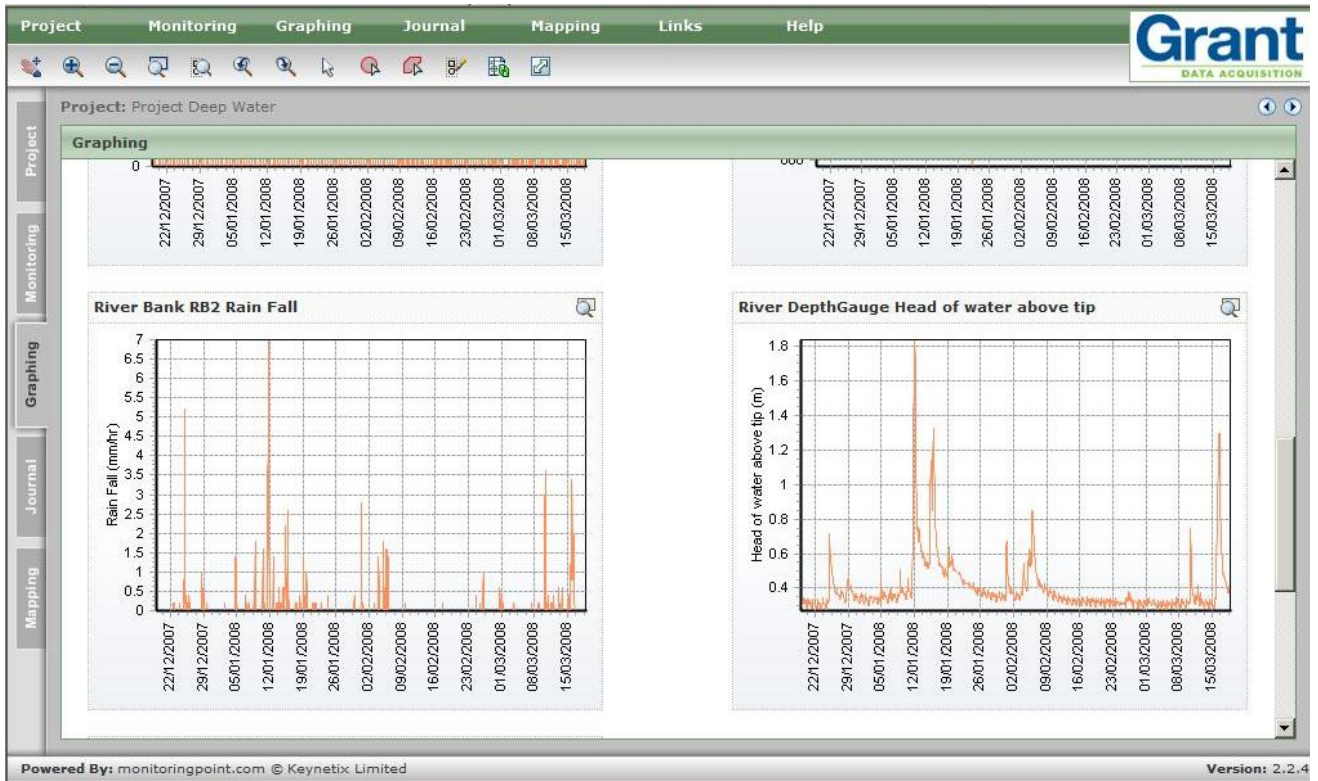 Project Monitoring Graphing Journal Mapping Links Help
Grant
DATA ACQUISITION
Project: Project Deep Water
Graphing
Project
Monitoring
Graphing
Journal
Mapping
0
22/12/2007 29/12/2007 05/01/2008 12/01/2008 19/01/2008 26/01/2008 02/02/2008 09/02/2008 16/02/2008 23/02/2008 01/03/2008 08/03/2008 15/03/2008
22/12/2007 29/12/2007 05/01/2008 12/01/2008 19/01/2008 26/01/2008 02/02/2008 09/02/2008 16/02/2008 23/02/2008 01/03/2008 08/03/2008 15/03/2008
River Bank RB2 Rain Fall
7
6.5
6
5.5
5
4.5
4
3.5
3
2.5
2
1.5
1
0.5
0
Rain Fall (mm/hr)
22/12/2007 29/12/2007 05/01/2008 12/01/2008 19/01/2008 26/01/2008 02/02/2008 09/02/2008 16/02/2008 23/02/2008 01/03/2008 08/03/2008 15/03/2008
River DepthGauge Head of water above tip
1.8
1.6
1.4
1.2
1
0.8
0.6
0.4
Head of water above tip (m)
22/12/2007 29/12/2007 05/01/2008 12/01/2008 19/01/2008 26/01/2008 02/02/2008 09/02/2008 16/02/2008 23/02/2008 01/03/2008 08/03/2008 15/03/2008
Powered By: monitoringpoint.com © Keynetix Limited
Version: 2.2.4